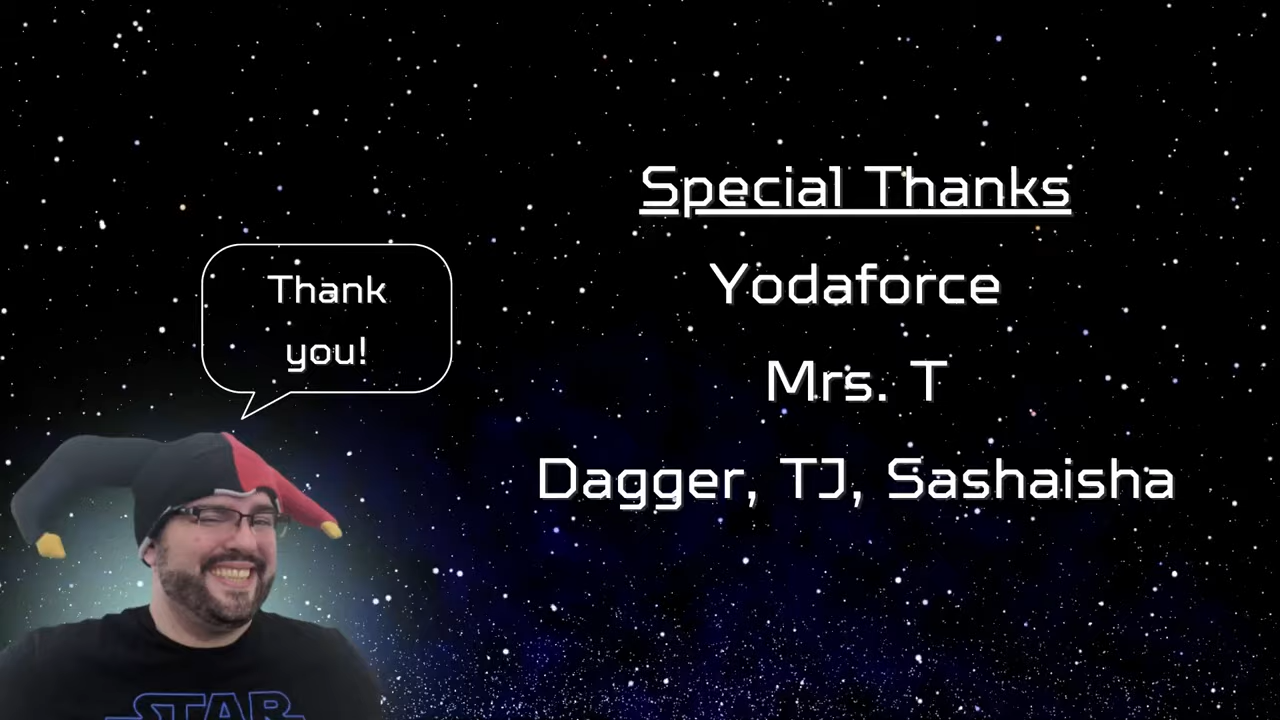 Special Thanks
Yodaforce
Mrs. T
Dagger, TJ, Sashaisha
Thank
you!
STAR